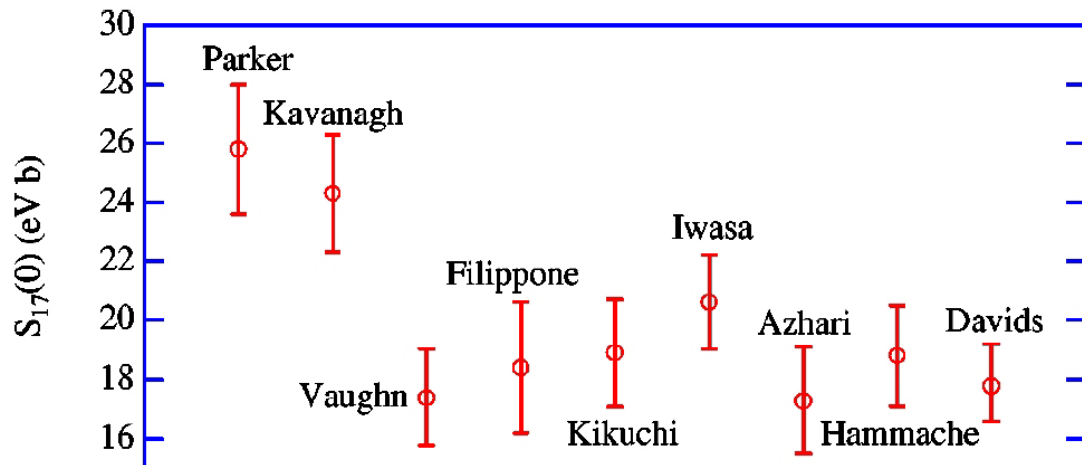 30
Parker
28
Kavanagh
26
24
S₁₇(0) (eV b)
22
Iwasa
Filippone
20
Azhari
Davids
18
Vaughn
Kikuchi
Hammache
16